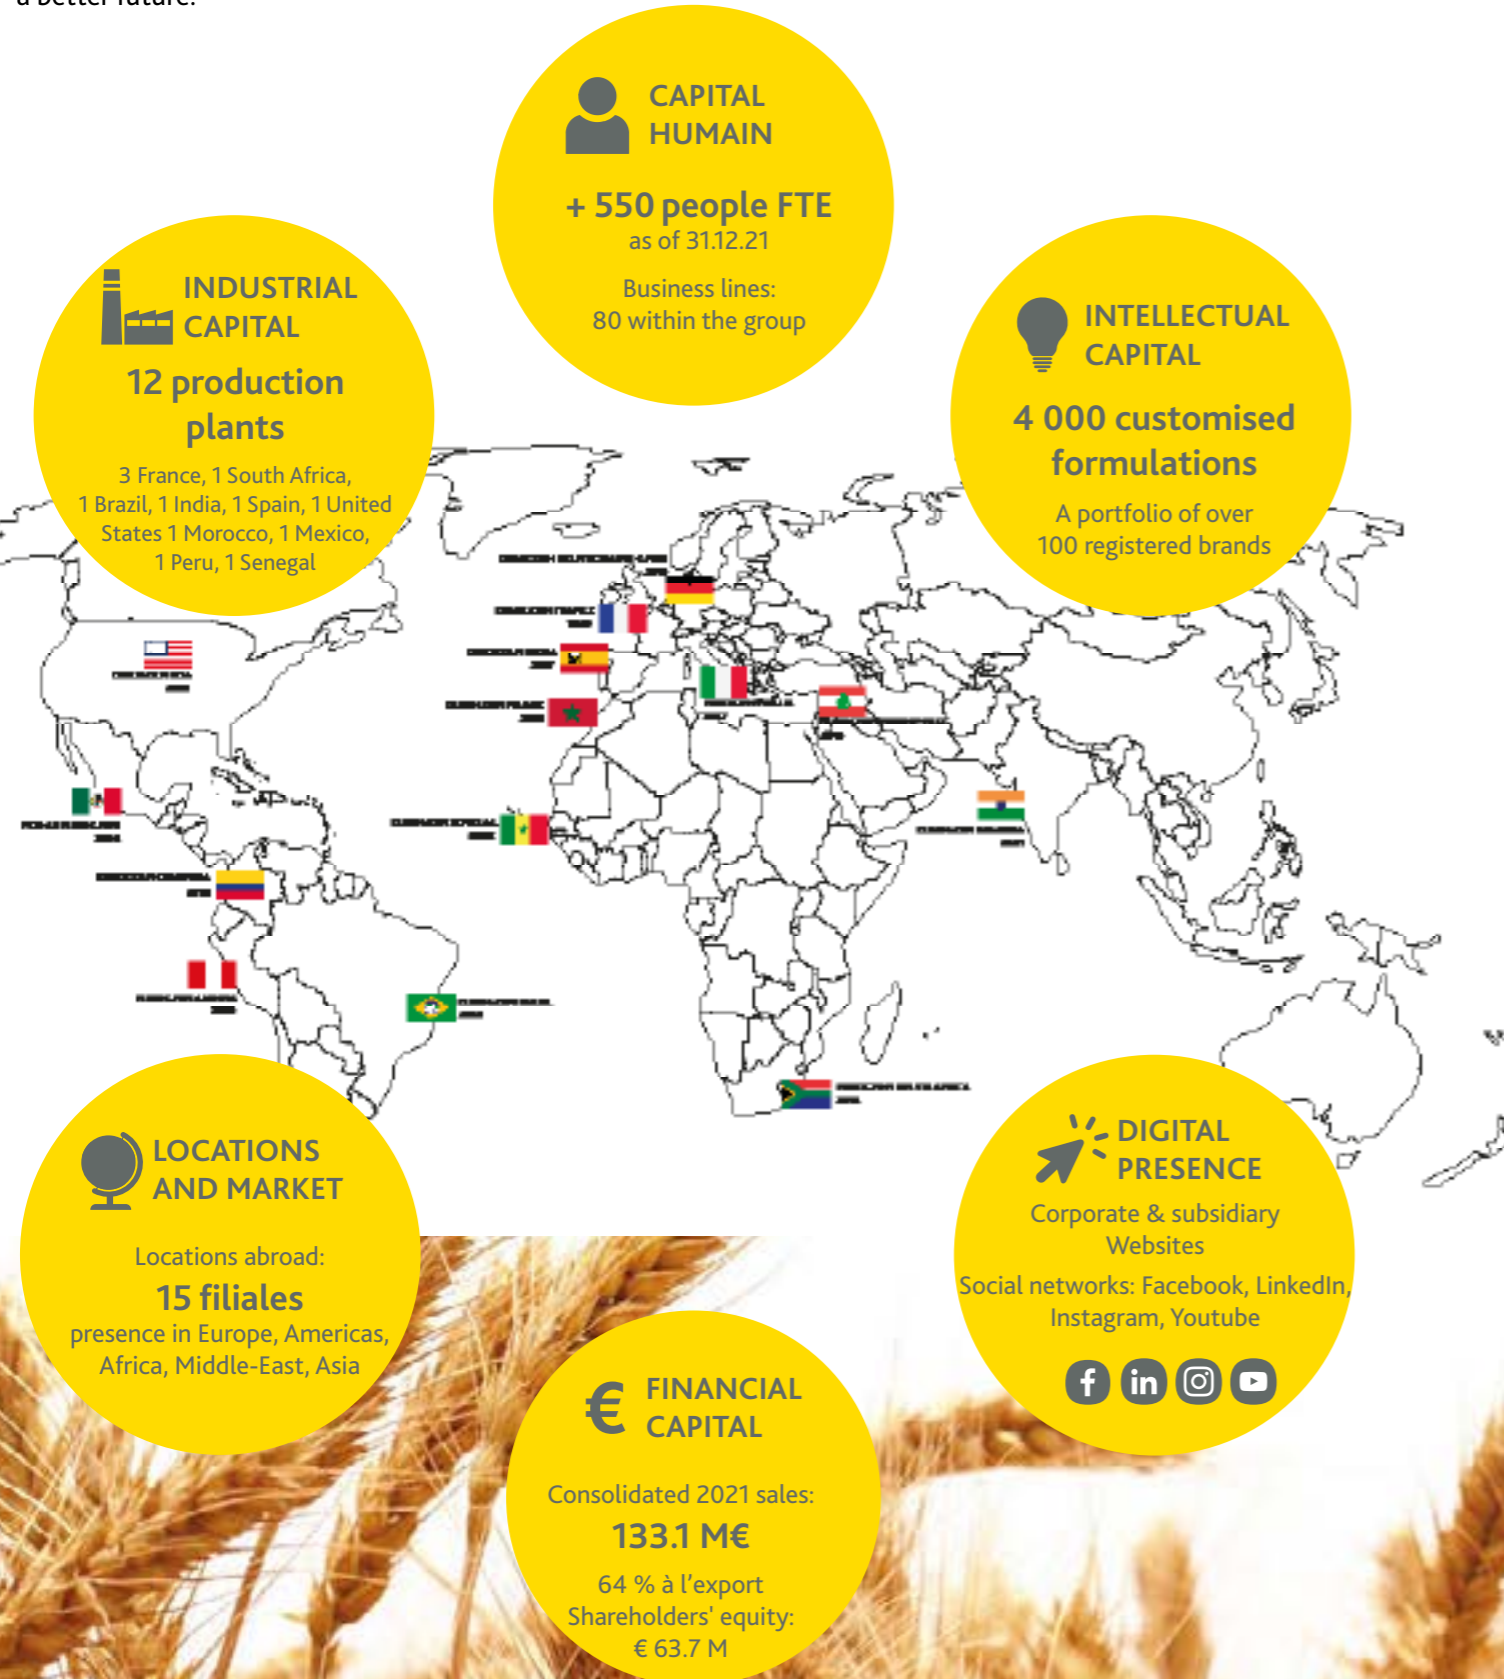 a better future.
CAPITAL
HUMAIN
+ 550 people FTE
as of 31.12.21
Business lines:
80 within the group
INDUSTRIAL
CAPITAL
12 production
plants
3 France, 1 South Africa,
1 Brazil, 1 India, 1 Spain, 1 United
States 1 Morocco, 1 Mexico,
1 Peru, 1 Senegal
INTELLECTUAL
CAPITAL
4 000 customised
formulations
A portfolio of over
100 registered brands
LOCATIONS
AND MARKET
Locations abroad:
15 filiales
presence in Europe, Americas,
Africa, Middle-East, Asia
DIGITAL
PRESENCE
Corporate & subsidiary
Websites
Social networks: Facebook, LinkedIn,
Instagram, Youtube
FINANCIAL
CAPITAL
Consolidated 2021 sales:
133.1 M€
64 % à l'export
Shareholders' equity:
€ 63.7 M